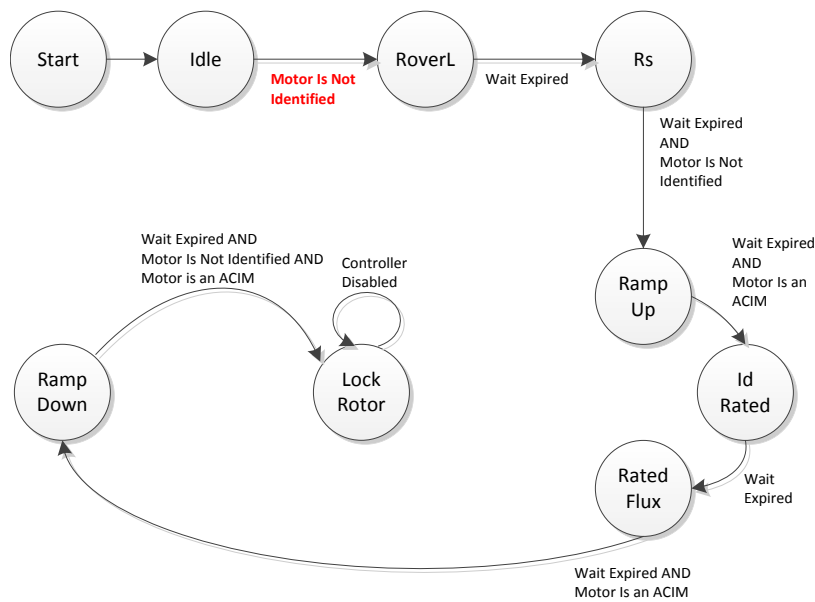 Start
Idle
Motor Is Not
Identified
RoverL
Wait Expired
Rs
Wait Expired
AND
Motor Is Not
Identified
Ramp
Up
Wait Expired
AND
Motor Is an
ACIM
Id
Rated
Wait
Expired
Rated
Flux
Wait Expired AND
Motor Is an ACIM
Ramp
Down
Wait Expired AND
Motor Is Not Identified AND
Motor is an ACIM
Lock
Rotor
Controller
Disabled